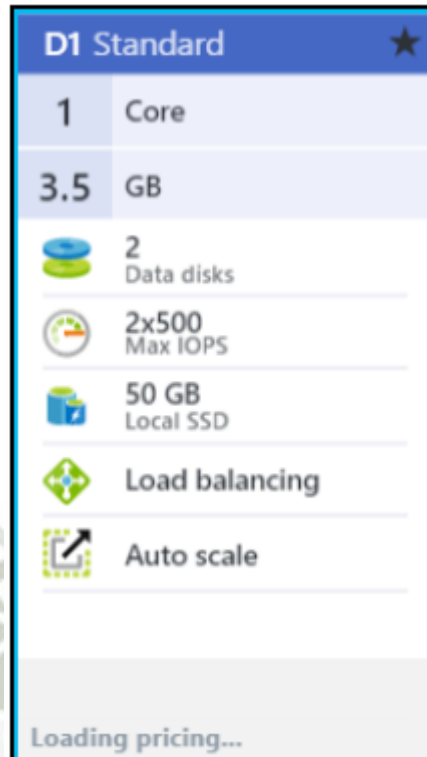 D1 Standard
1 Core
3.5 GB
2
Data disks
2x500
Max IOPS
50 GB
Local SSD
Load balancing
Auto scale
Loading pricing...